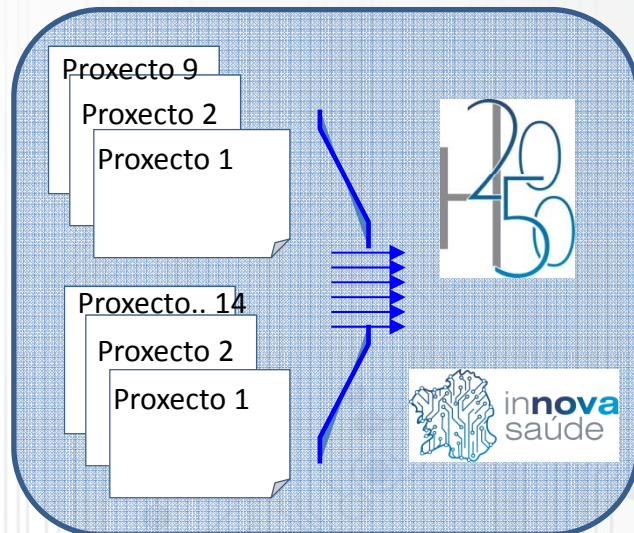 Proxecto 9
Proxecto 2
Proxecto 1
Proxecto.. 14
Proxecto 2
Proxecto 1
H2050
innova
saúde